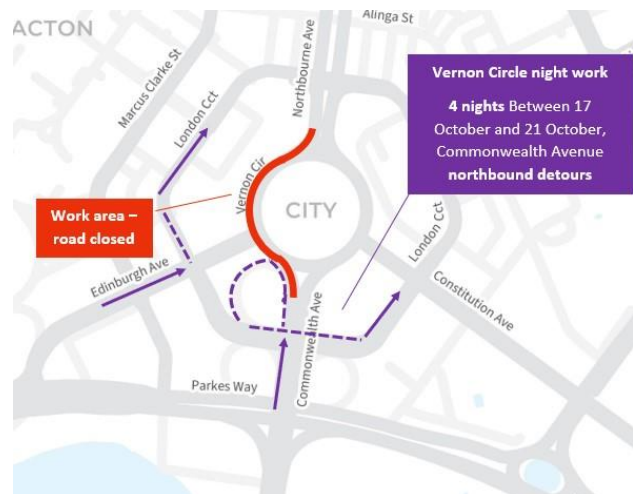 ACTON
Alinga St
Marcus Clarke St
Northbourne Ave
London Cct
Vernon Circle night work
4 nights Between 17
October and 21 October,
Commonwealth Avenue
northbound detours
Vernon Cir
CITY
Work area –
road closed
London Cct
Edinburgh Ave
Constitution Ave
Commonwealth Ave
Parkes Way